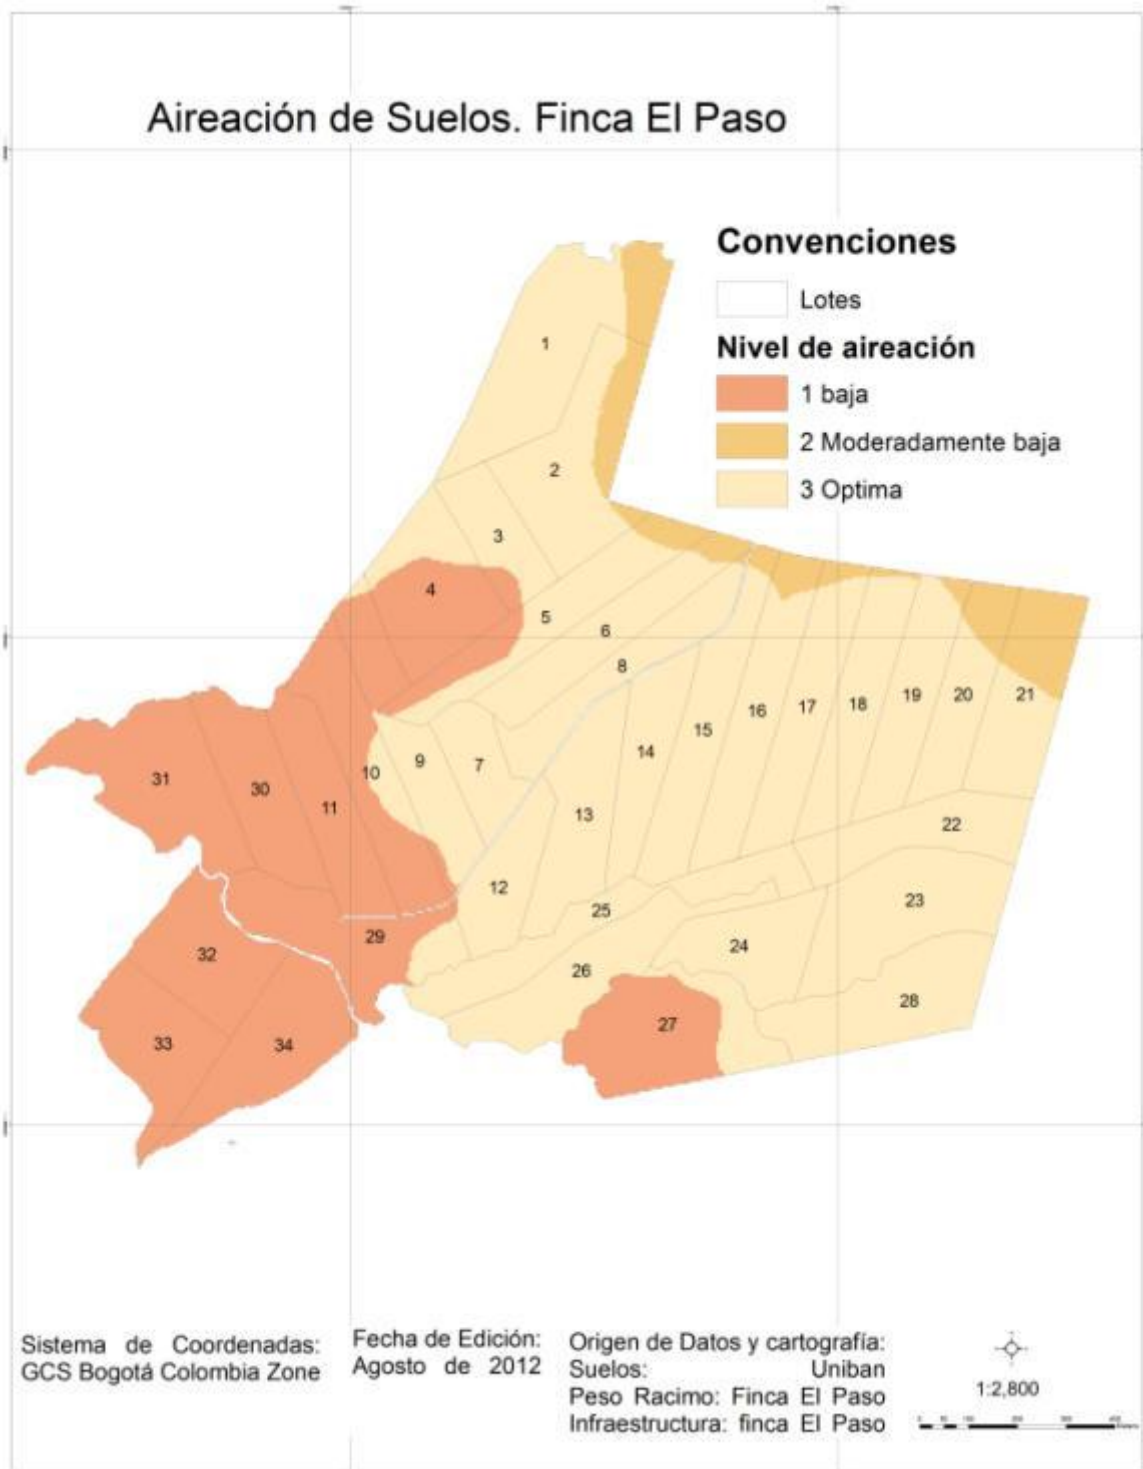 Aireación de Suelos. Finca El Paso
Convenciones
Lotes
Nivel de aireación
1 baja
2 Moderadamente baja
3 Optima
1
2
3
4
5
6
8
7
9
10
11
30
31
12
13
14
15
16
17
18
19
20
21
22
23
24
25
26
27
28
29
32
33
34
Sistema de Coordenadas:
GCS Bogotá Colombia Zone
Fecha de Edición:
Agosto de 2012
Origen de Datos y cartografía:
Suelos: Uniban
Peso Racimo: Finca El Paso
Infraestructura: finca El Paso
1:2,800